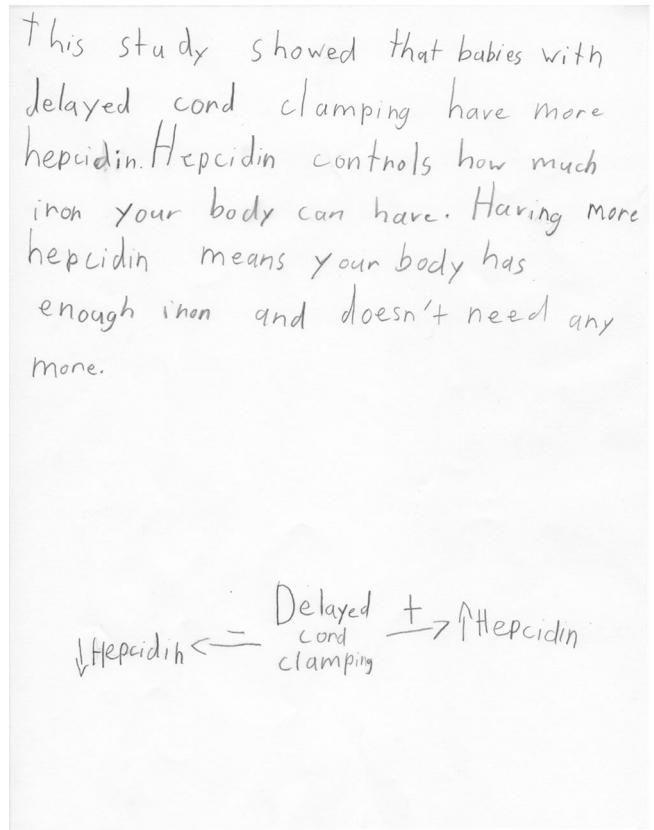 This study showed that babies with
delayed cord clamping have more
hepcidin. Hepcidin controls how much
iron your body can have. Having more
hepcidin means your body has
enough iron and doesn't need any
more.
Delayed + ↑Hepcidin
↓Hepcidin ← - cord →
clamping